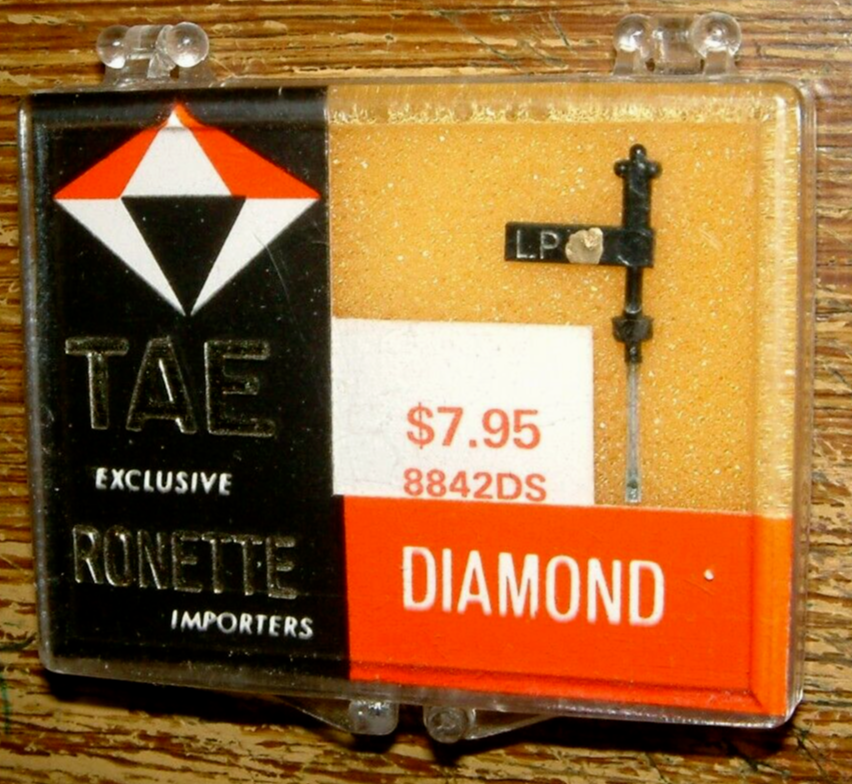 TAE
EXCLUSIVE
RONETTE
IMPORTERS
LP
$7.95
8842DS
DIAMOND